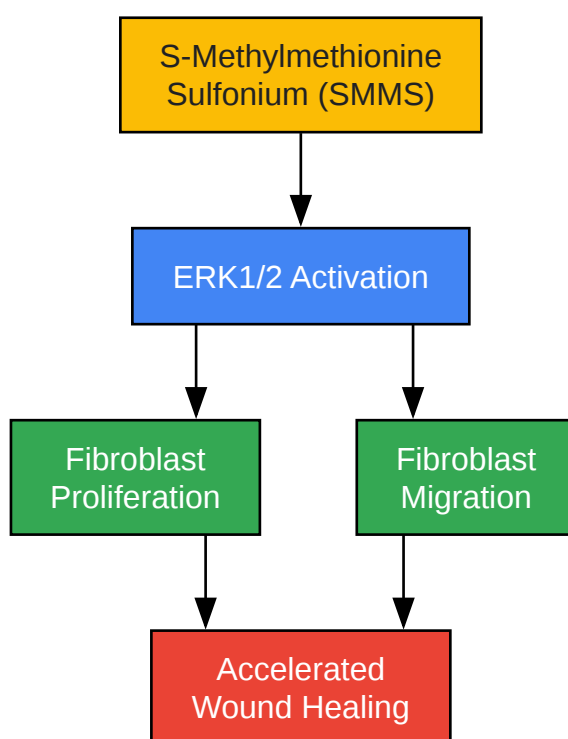 S-Methylmethionine
Sulfonium (SMMS)
ERK1/2 Activation
Fibroblast
Proliferation
Fibroblast
Migration
Accelerated
Wound Healing